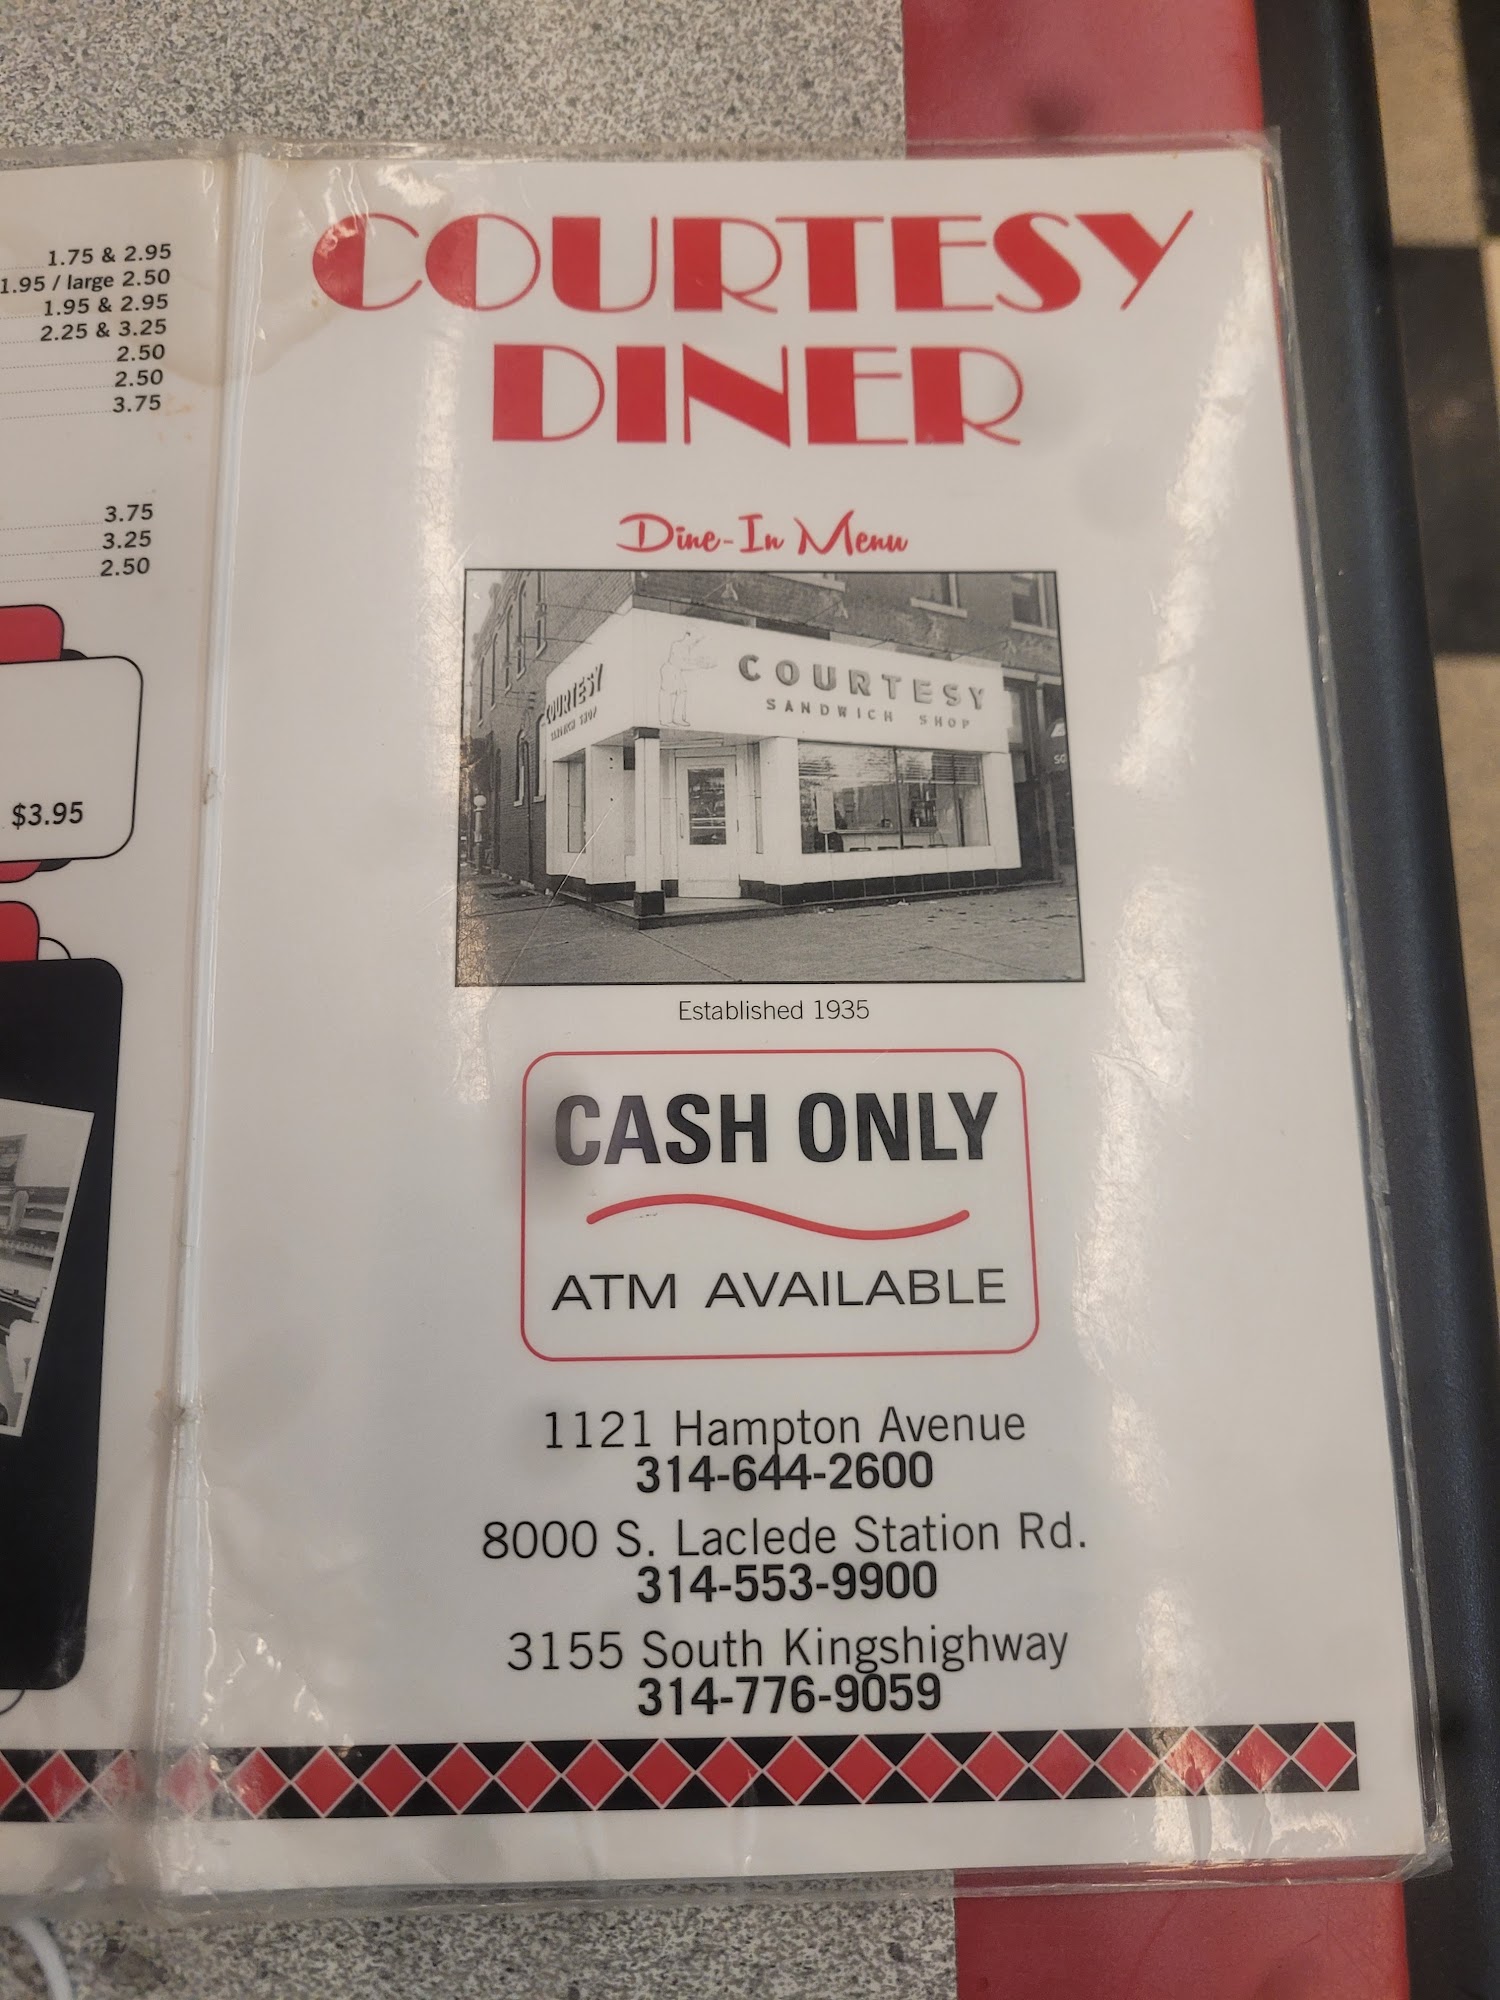 1.75 & 2.95
1.95 / large 2.50
1.95 & 2.95
2.25 & 3.25
2.50
2.50
3.75
3.75
3.25
2.50
$3.95
COURTESY
DINER
Dine-In Menu
COURTESY
SANDWICH SHOP
COURTESY
SANDWICH SHOP
Established 1935
CASH ONLY
ATM AVAILABLE
1121 Hampton Avenue
314-644-2600
8000 S. Laclede Station Rd.
314-553-9900
3155 South Kingshighway
314-776-9059